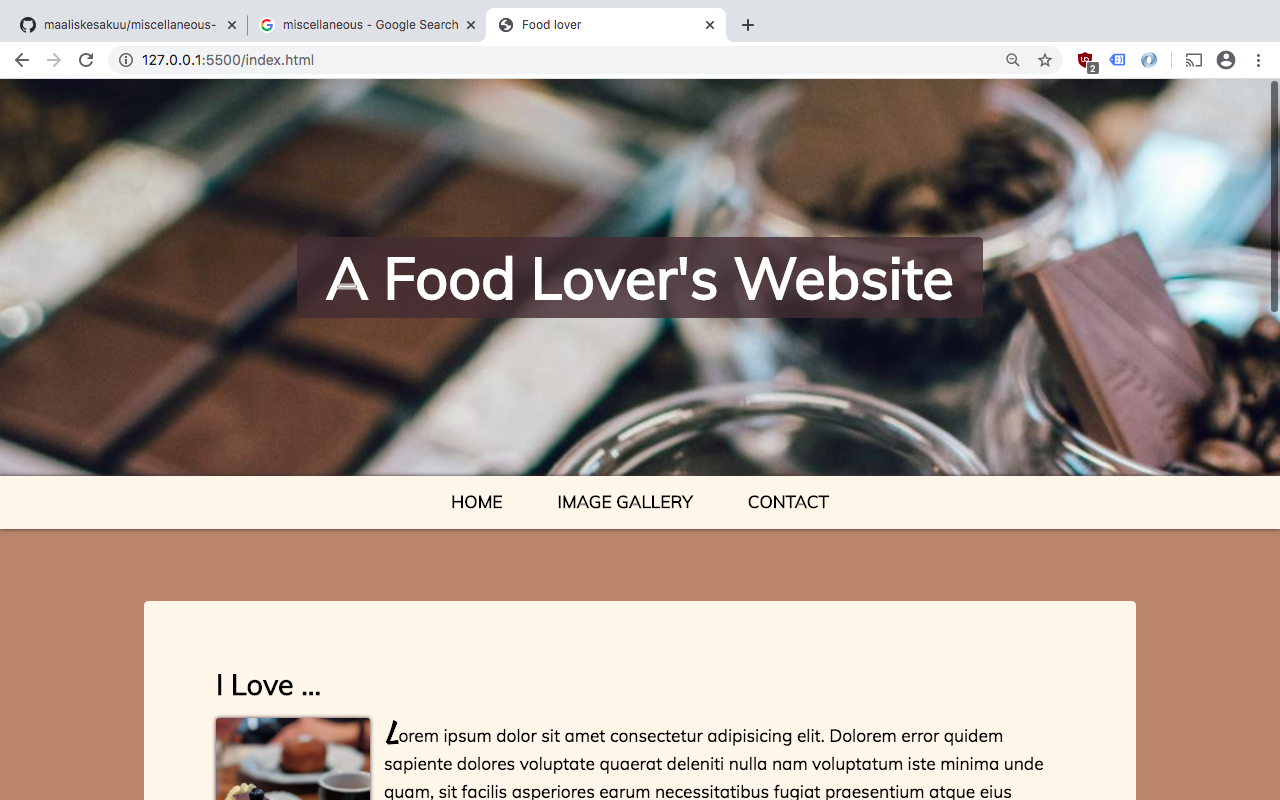 maaliskesakuu/miscellaneous-
miscellaneous - Google Search
Food lover
127.0.0.1:5500/index.html
2
A Food Lover's Website
HOME IMAGE GALLERY CONTACT
I Love ...
Lorem ipsum dolor sit amet consectetur adipisicing elit. Dolorem error quidem
sapiente dolores voluptate quaerat deleniti nulla nam voluptatum iste minima unde
quam, sit facilis asperiores earum necessitatibus fugiat praesentium atque eius